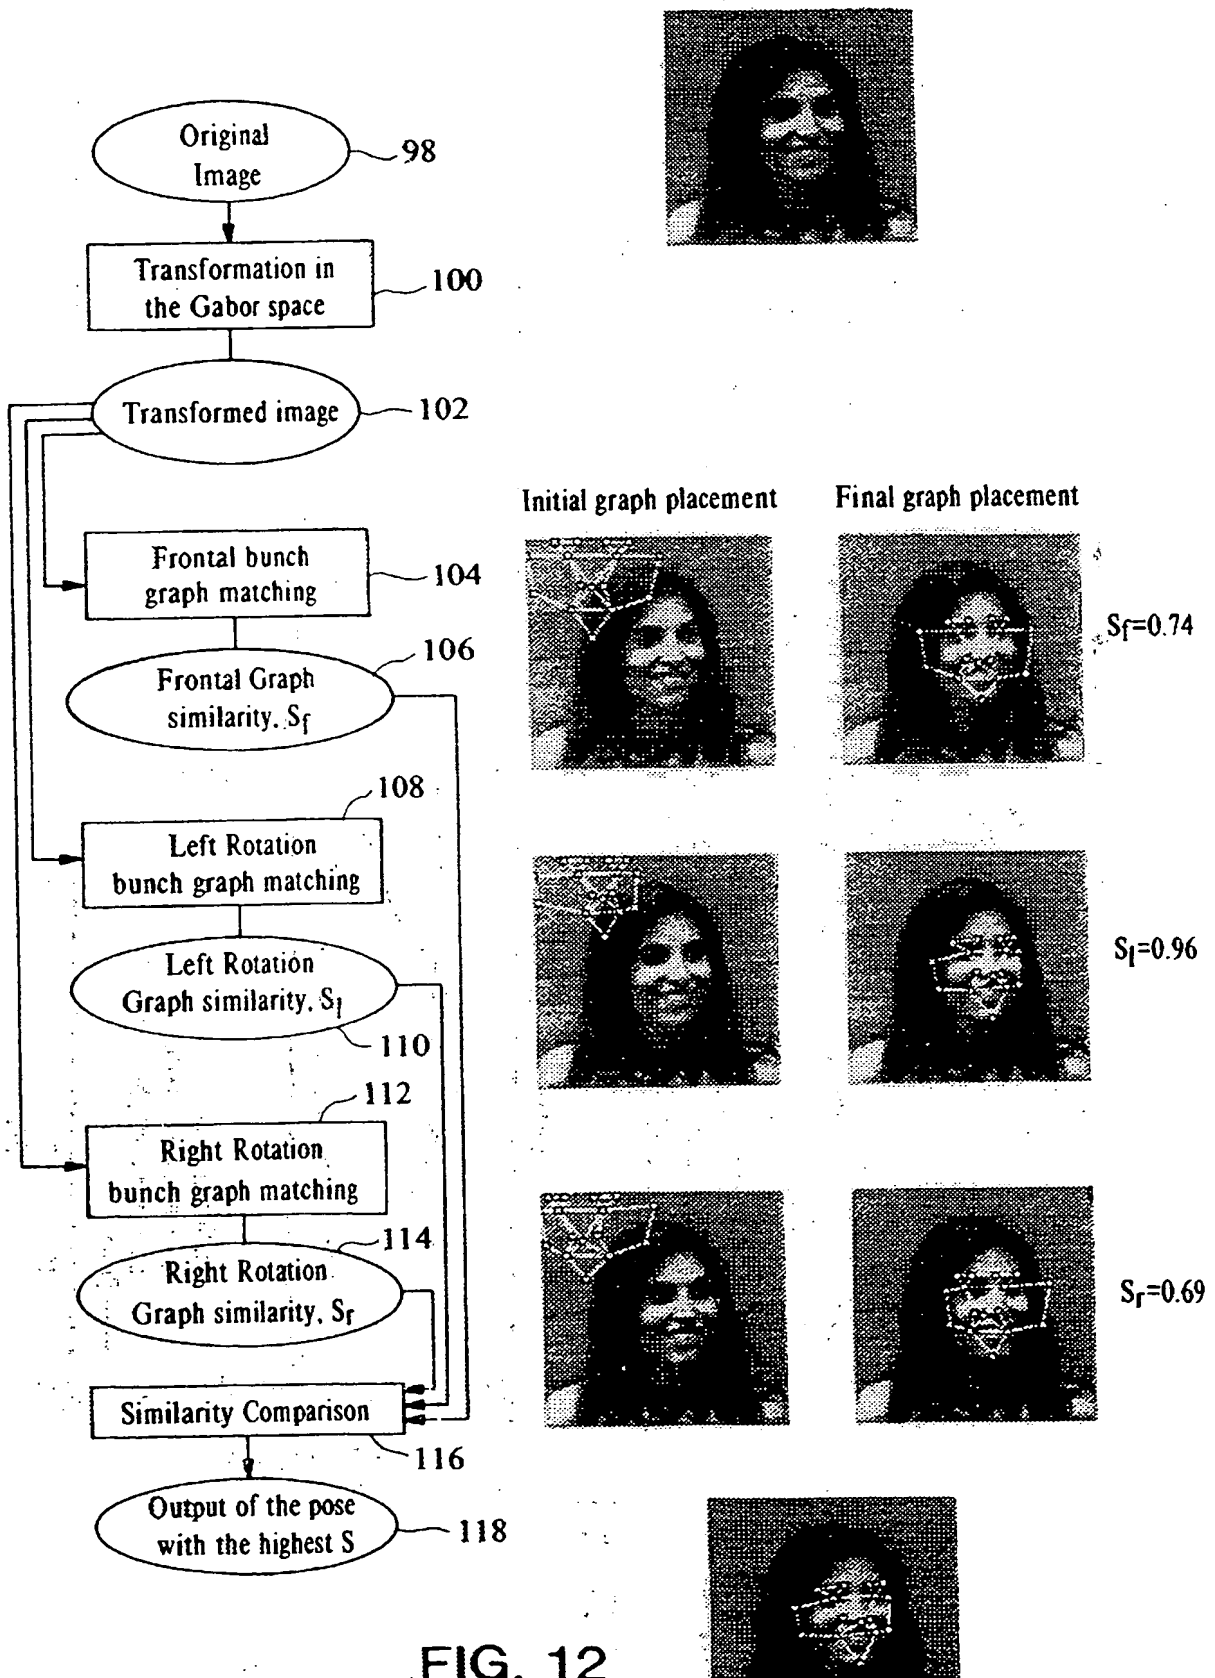 Original
Image
98
Transformation in
the Gabor space
100
Transformed image
102
Initial graph placement
Final graph placement
Frontal bunch
graph matching
104
Sf=0.74
106
Frontal Graph
similarity, Sf
108
Left Rotation
bunch graph matching
Left Rotation
Graph similarity, Sl
110
Sl=0.96
112
Right Rotation
bunch graph matching
114
Right Rotation
Graph similarity, Sr
Sr=0.69
Similarity Comparison
116
Output of the pose
with the highest S
118
FIG. 12